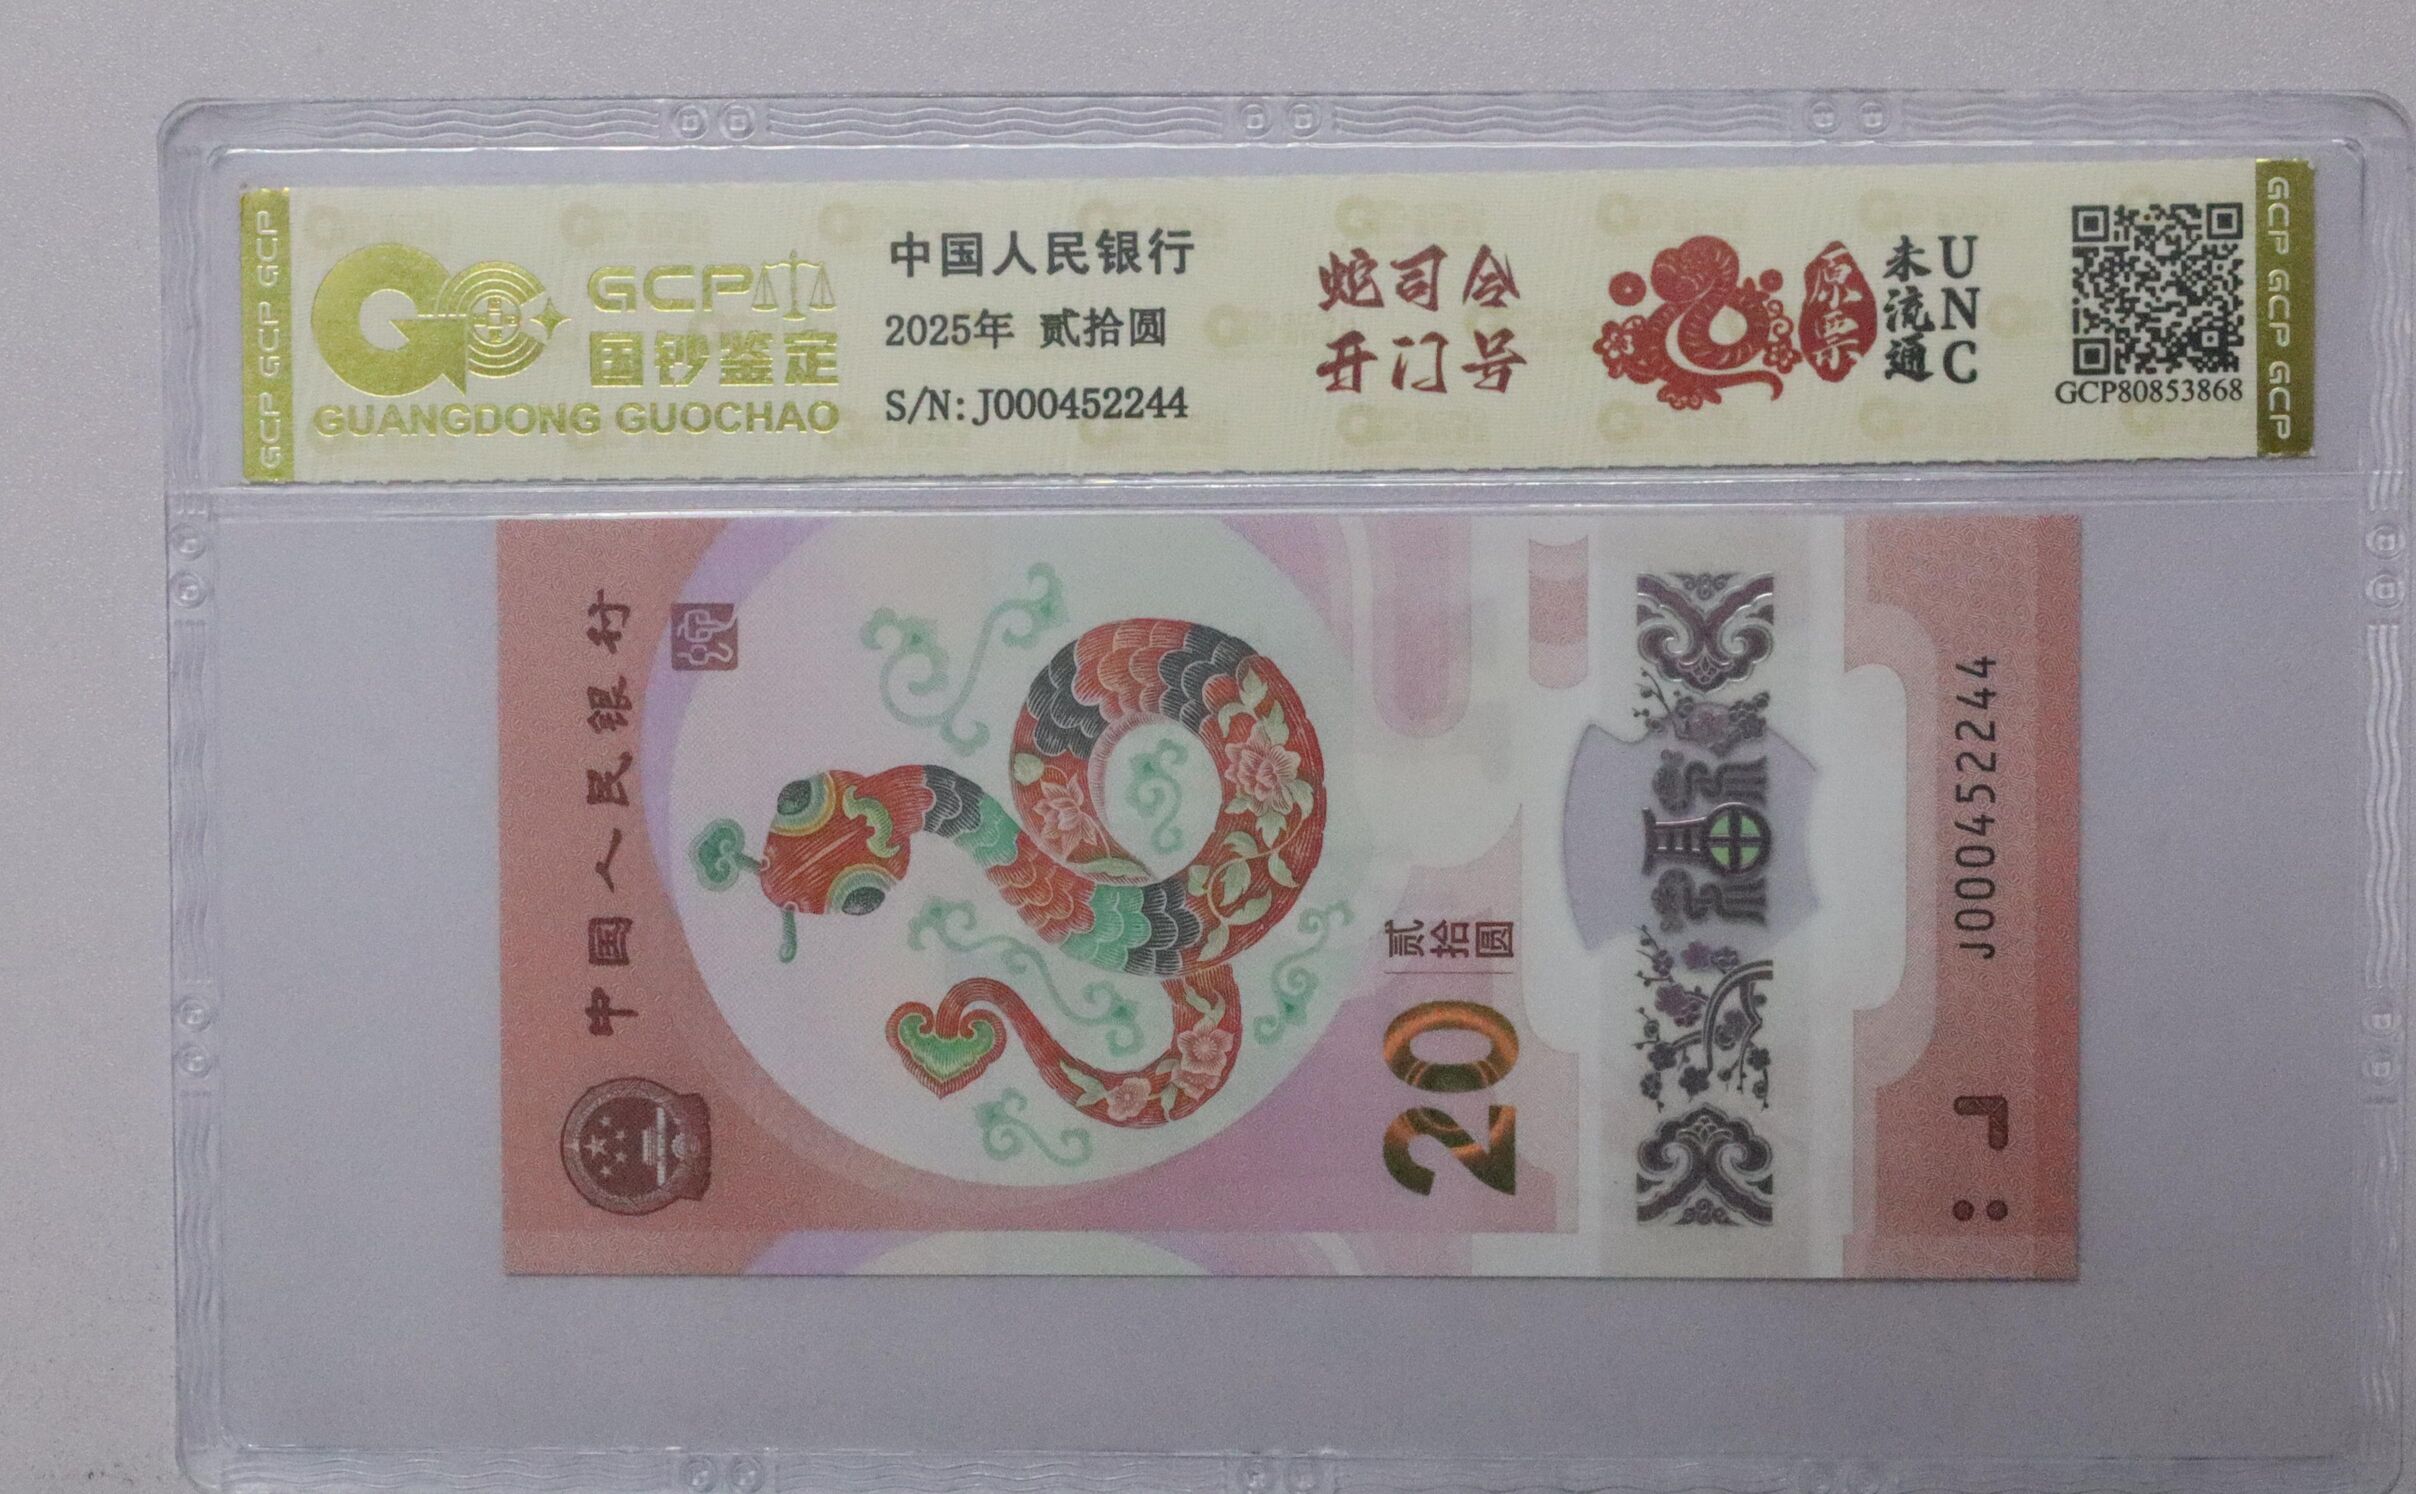 GCP GCP GCP
GCP
国钞鉴定
GUANGDONG GUOCHAO
中国人民银行
2025年 贰拾圆
S/N: J000452244
蛇司令
开门号
原票
未流通
UNC
GCP80853868
GCP GCP GCP
中国人民银行
贰拾圆
20
福
J000452244
J